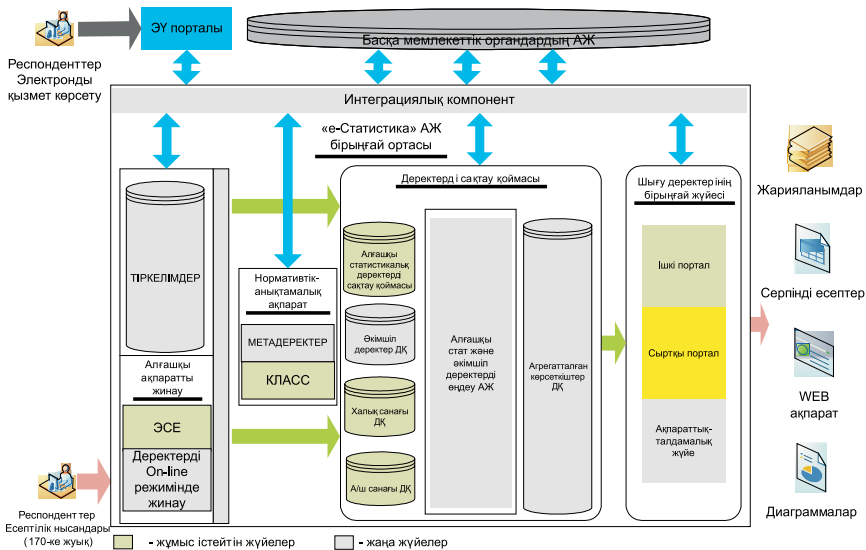 ЭҮ порталы
Басқа мемлекеттік органдардың АЖ
Респонденттер
Электронды
қызмет көрсету
Интеграциялық компонент
«е-Статистика» АЖ
бірыңғай ортасы
ТІРКЕЛІМДЕР
Алғашқы
ақпаратты
жинау
ЭСЕ
Деректерді
On-line
режимінде
жинау
Нормативтік-
анықтамалық
ақпарат
МЕТАДЕРЕКТЕР
КЛАСС
Деректерді сақтау қоймасы
Алғашқы
статистикалық
деректерді
сақтау қоймасы
Әкімшіл
деректер ДҚ
Халық санағы
ДҚ
А/ш санағы ДҚ
Алғашқы
стат және
әкімшіл
деректерді
өңдеу АЖ
Агрегатталған
көрсеткіштер
ДҚ
Шығу деректерінің
бірыңғай жүйесі
Ішкі портал
Сыртқы портал
Ақпараттық-
талдамалық
жүйе
Жарияланымдар
Серпінді есептер
WEB
ақпарат
Диаграммалар
Респонденттер
Есептілік нысандары
(170-ке жуық)
- жұмыс істейтін жүйелер
- жаңа жүйелер